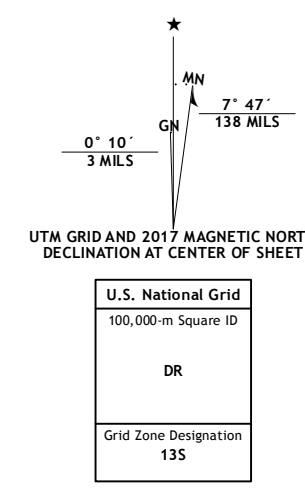 ★
MN
7° 47´
138 MILS
GN
0° 10´
3 MILS
UTM GRID AND 2017 MAGNETIC NORT
DECLINATION AT CENTER OF SHEET
U.S. National Grid
100,000-m Square ID
DR
Grid Zone Designation
13S